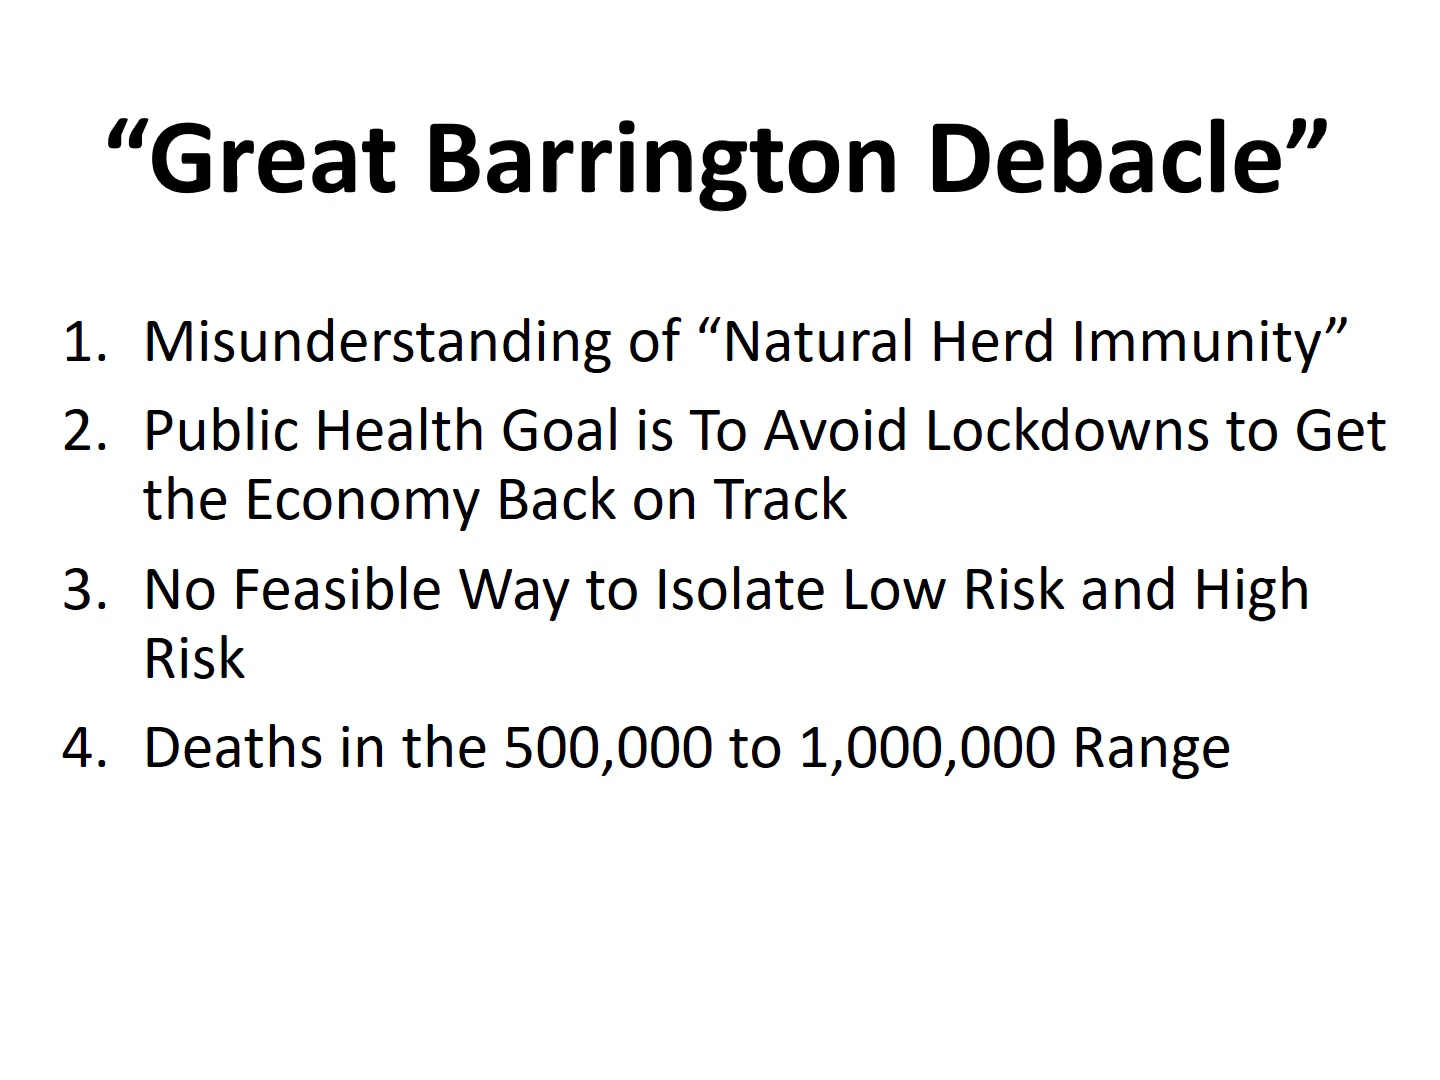 “Great Barrington Debacle”
1. Misunderstanding of “Natural Herd Immunity”
2. Public Health Goal is To Avoid Lockdowns to Get
the Economy Back on Track
3. No Feasible Way to Isolate Low Risk and High
Risk
4. Deaths in the 500,000 to 1,000,000 Range